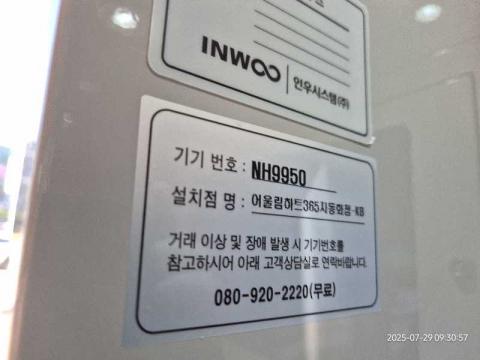 INWOO 인우시스템(주)
기기 번호 : NH9950
설치점 명 : 어울림하트365자동화점-KB
거래 이상 및 장애 발생 시 기기번호를
참고하시어 아래 고객상담실로 연락바랍니다.
080-920-2220(무료)
2025-07-29 09:30:57